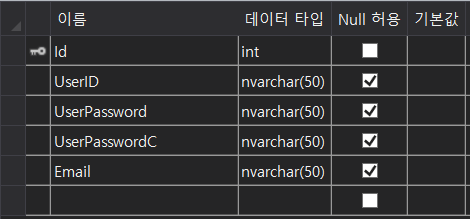 이름 데이터 타입 Null 허용 기본값
Id int
UserID nvarchar(50)
UserPassword nvarchar(50)
UserPasswordC nvarchar(50)
Email nvarchar(50)